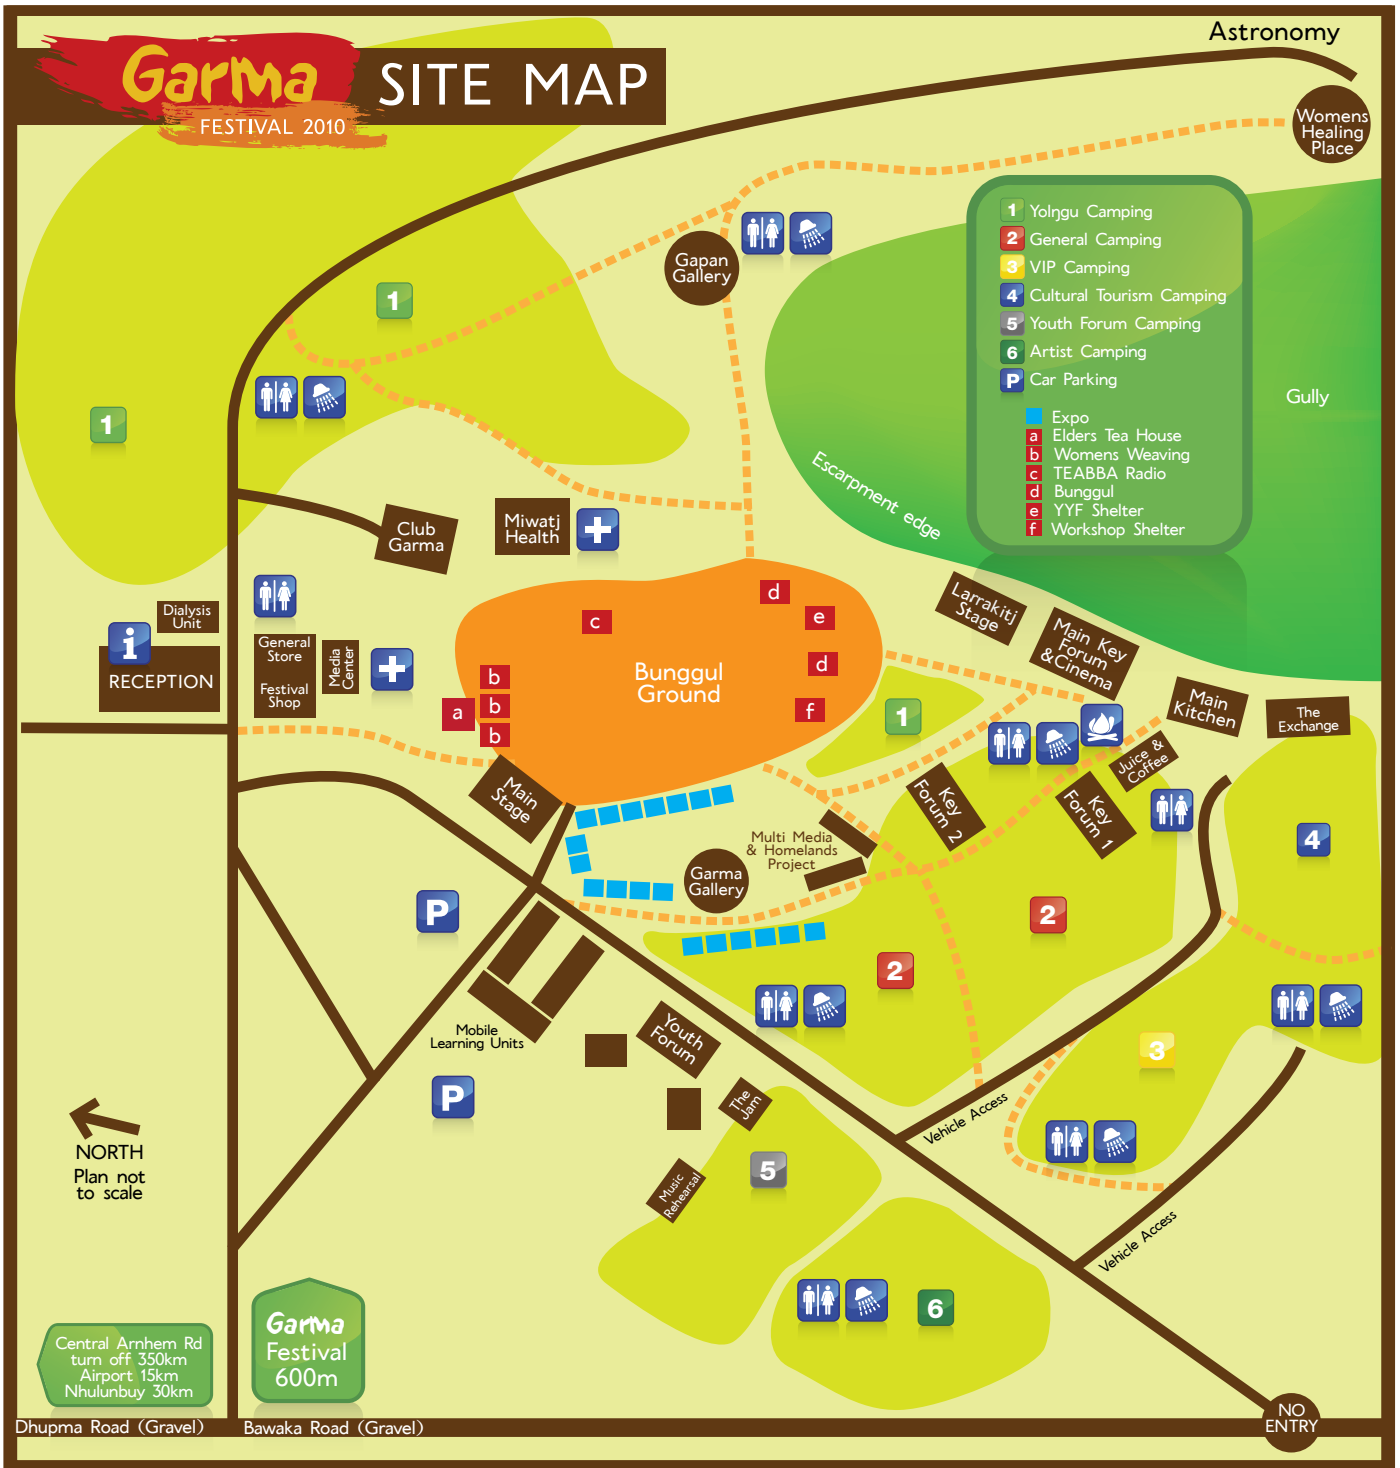 Garma
FESTIVAL 2010
SITE MAP
Astronomy
Womens
Healing
Place
1 Yolŋgu Camping
2 General Camping
3 VIP Camping
4 Cultural Tourism Camping
5 Youth Forum Camping
6 Artist Camping
P Car Parking
Expo
a Elders Tea House
b Womens Weaving
c TEABBA Radio
d Bunggul
e YYF Shelter
f Workshop Shelter
Gully
Escarpment edge
Gapan
Gallery
1
1
Club
Garma
Miwatj
Health
Dialysis
Unit
i
RECEPTION
General
Store
Festival
Shop
Media
Center
c
d
e
d
f
b
b
b
a
Bunggul
Ground
1
Larrakitj
Stage
Main Key
Forum
&Cinema
Main
Kitchen
The
Exchange
Juice &
Coffee
Key
Forum 2
Key
Forum 1
4
Main
Stage
Multi Media
& Homelands
Project
Garma
Gallery
P
2
2
3
Mobile
Learning Units
Youth
Forum
The
Jam
P
5
Music
Rehearsal
Vehicle Access
Vehicle Access
6
NORTH
Plan not
to scale
Garma
Festival
600m
Central Arnhem Rd
turn off 350km
Airport 15km
Nhulunbuy 30km
Dhupma Road (Gravel)
Bawaka Road (Gravel)
NO
ENTRY